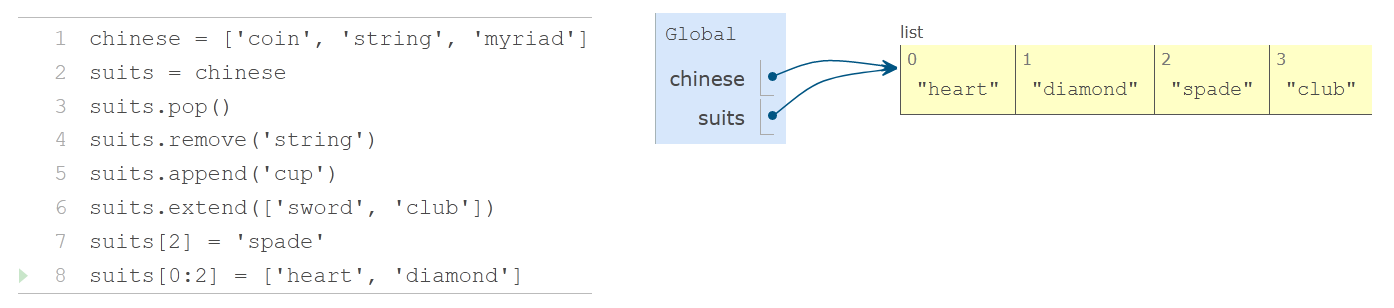 1 chinese = ['coin', 'string', 'myriad']
2 suits = chinese
3 suits.pop()
4 suits.remove('string')
5 suits.append('cup')
6 suits.extend(['sword', 'club'])
7 suits[2] = 'spade'
8 suits[0:2] = ['heart', 'diamond']
Global
chinese
suits
list
0 1 2 3
"heart" "diamond" "spade" "club"